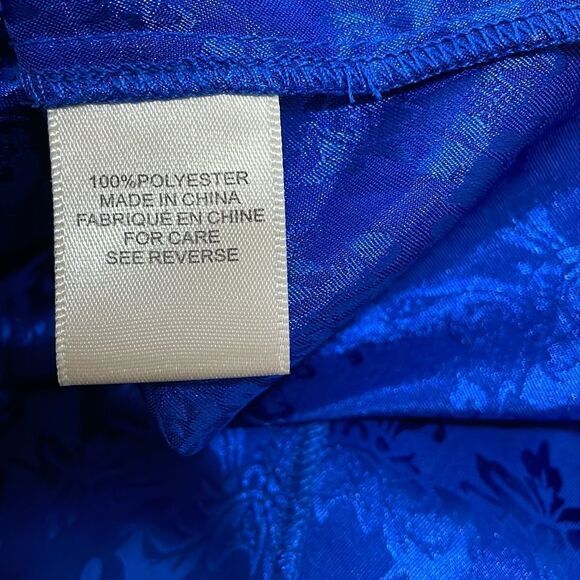 100%POLYESTER
MADE IN CHINA
FABRIQUE EN CHINE
FOR CARE
SEE REVERSE